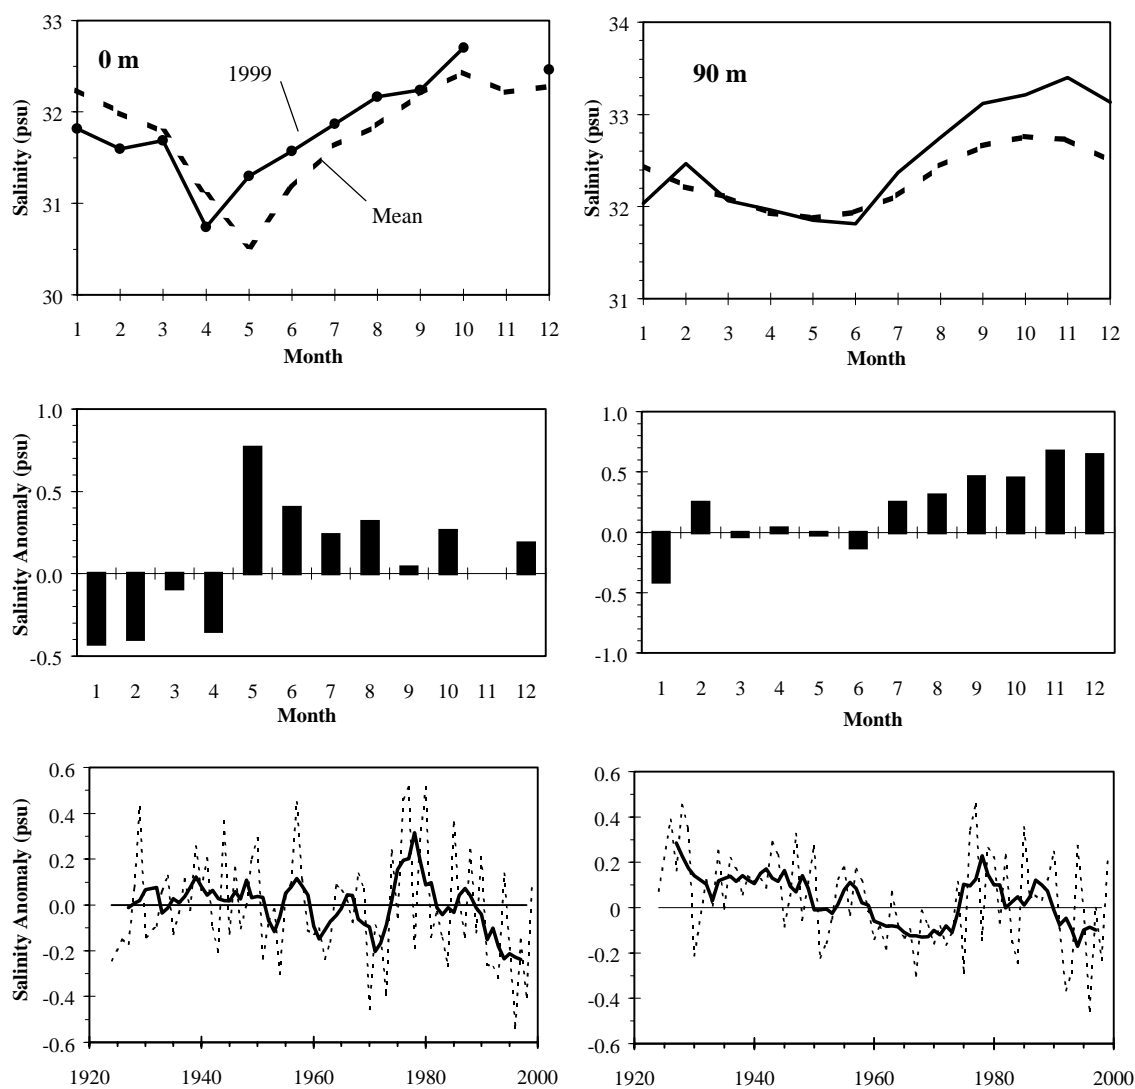 33
32
31
30
Salinity (psu)
0 m
1999
Mean
1 2 3 4 5 6 7 8 9 10 12
Month
34
33
32
31
Salinity (psu)
90 m
1 2 3 4 5 6 7 8 9 10 11 12
Month
1.0
0.5
0.0
-0.5
Salinity Anomaly (psu)
1 2 3 4 5 6 7 8 9 10 11 12
Month
1.0
0.5
0.0
-0.5
-1.0
1 2 3 4 5 6 7 8 9 10 11 12
Month
0.6
0.4
0.2
0.0
-0.2
-0.4
-0.6
Salinity Anomaly (psu)
1920 1940 1960 1980 2000
0.6
0.4
0.2
0
-0.2
-0.4
-0.6
1920 1940 1960 1980 2000